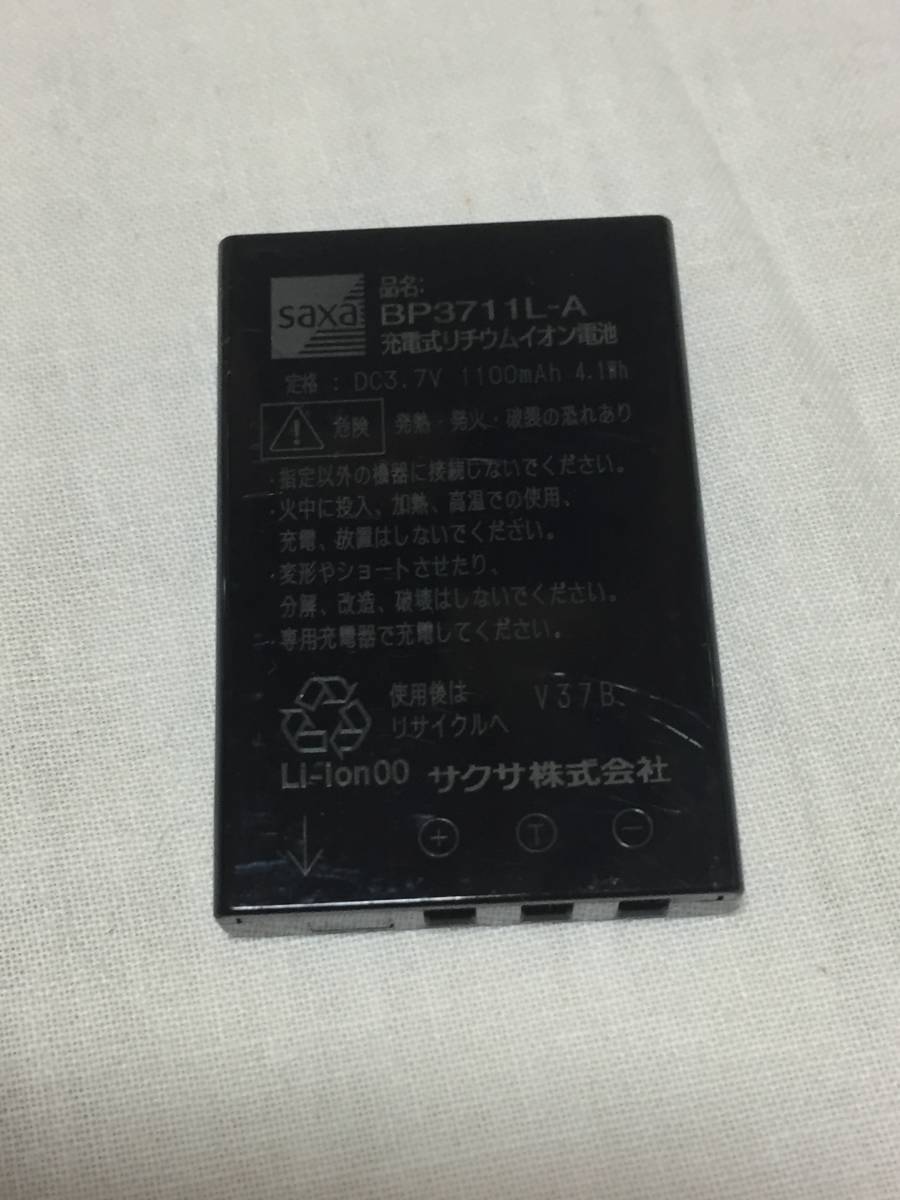 saxa
品名:
BP3711L-A
充電式リチウムイオン電池
定格 : DC3.7V 1100mAh 4.1Wh
危険 発熱・発火・破裂の恐れあり
・指定以外の機器に接続しないでください。
・火中に投入、加熱、高温での使用、
充電、放置はしないでください。
・変形やショートさせたり、
分解、改造、破壊はしないでください。
・専用充電器で充電してください。
使用後は
リサイクルへ
V37B
Li-ion00 サクサ株式会社
+ T -